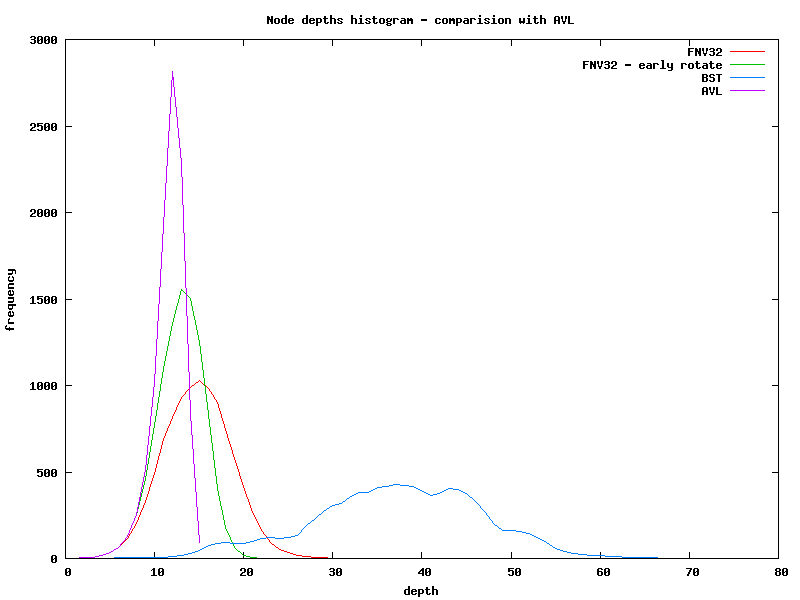 Node depths histogram - comparision with AVL
3000
FNV32
FNV32 - early rotate
BST
AVL
2500
2000
1500
1000
500
0
frequency
0 10 20 30 40 50 60 70 80
depth